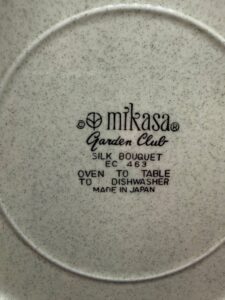 © mikasa®
Garden Club
SILK BOUQUET
EC 463
OVEN TO TABLE
TO DISHWASHER
MADE IN JAPAN